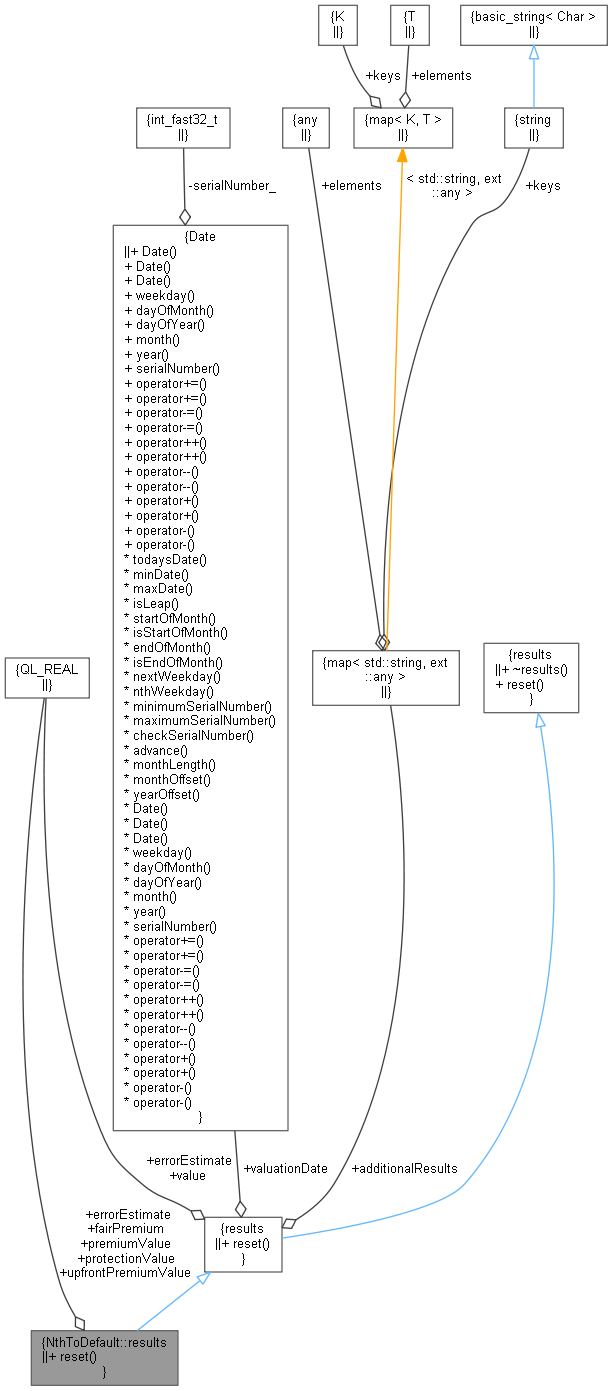 {K
||}
{T
||}
{basic_string< Char >
||}
+keys
+elements
{int_fast32_t
||}
{any
||}
{map< K, T >
||}
{string
||}
-serialNumber_
+elements
< std::string, ext
::any >
+keys
{Date
||+ Date()
+ Date()
+ Date()
+ weekday()
+ dayOfMonth()
+ dayOfYear()
+ month()
+ year()
+ serialNumber()
+ operator+=()
+ operator+=()
+ operator-=()
+ operator-=()
+ operator++()
+ operator++()
+ operator--()
+ operator--()
+ operator+()
+ operator+()
+ operator-()
+ operator-()
* todaysDate()
* minDate()
* maxDate()
* isLeap()
* startOfMonth()
* isStartOfMonth()
* endOfMonth()
* isEndOfMonth()
* nextWeekday()
* nthWeekday()
* minimumSerialNumber()
* maximumSerialNumber()
* checkSerialNumber()
* advance()
* monthLength()
* monthOffset()
* yearOffset()
* Date()
* Date()
* Date()
* weekday()
* dayOfMonth()
* dayOfYear()
* month()
* year()
* serialNumber()
* operator+=()
* operator+=()
* operator-=()
* operator-=()
* operator++()
* operator++()
* operator--()
* operator--()
* operator+()
* operator+()
* operator-()
* operator-()
}
{QL_REAL
||}
{map< std::string, ext
::any >
||}
{results
||+ ~results()
+ reset()
}
+errorEstimate
+value
+valuationDate
+additionalResults
+errorEstimate
+fairPremium
+premiumValue
+protectionValue
+upfrontPremiumValue
{results
||+ reset()
}
{NthToDefault::results
||+ reset()
}